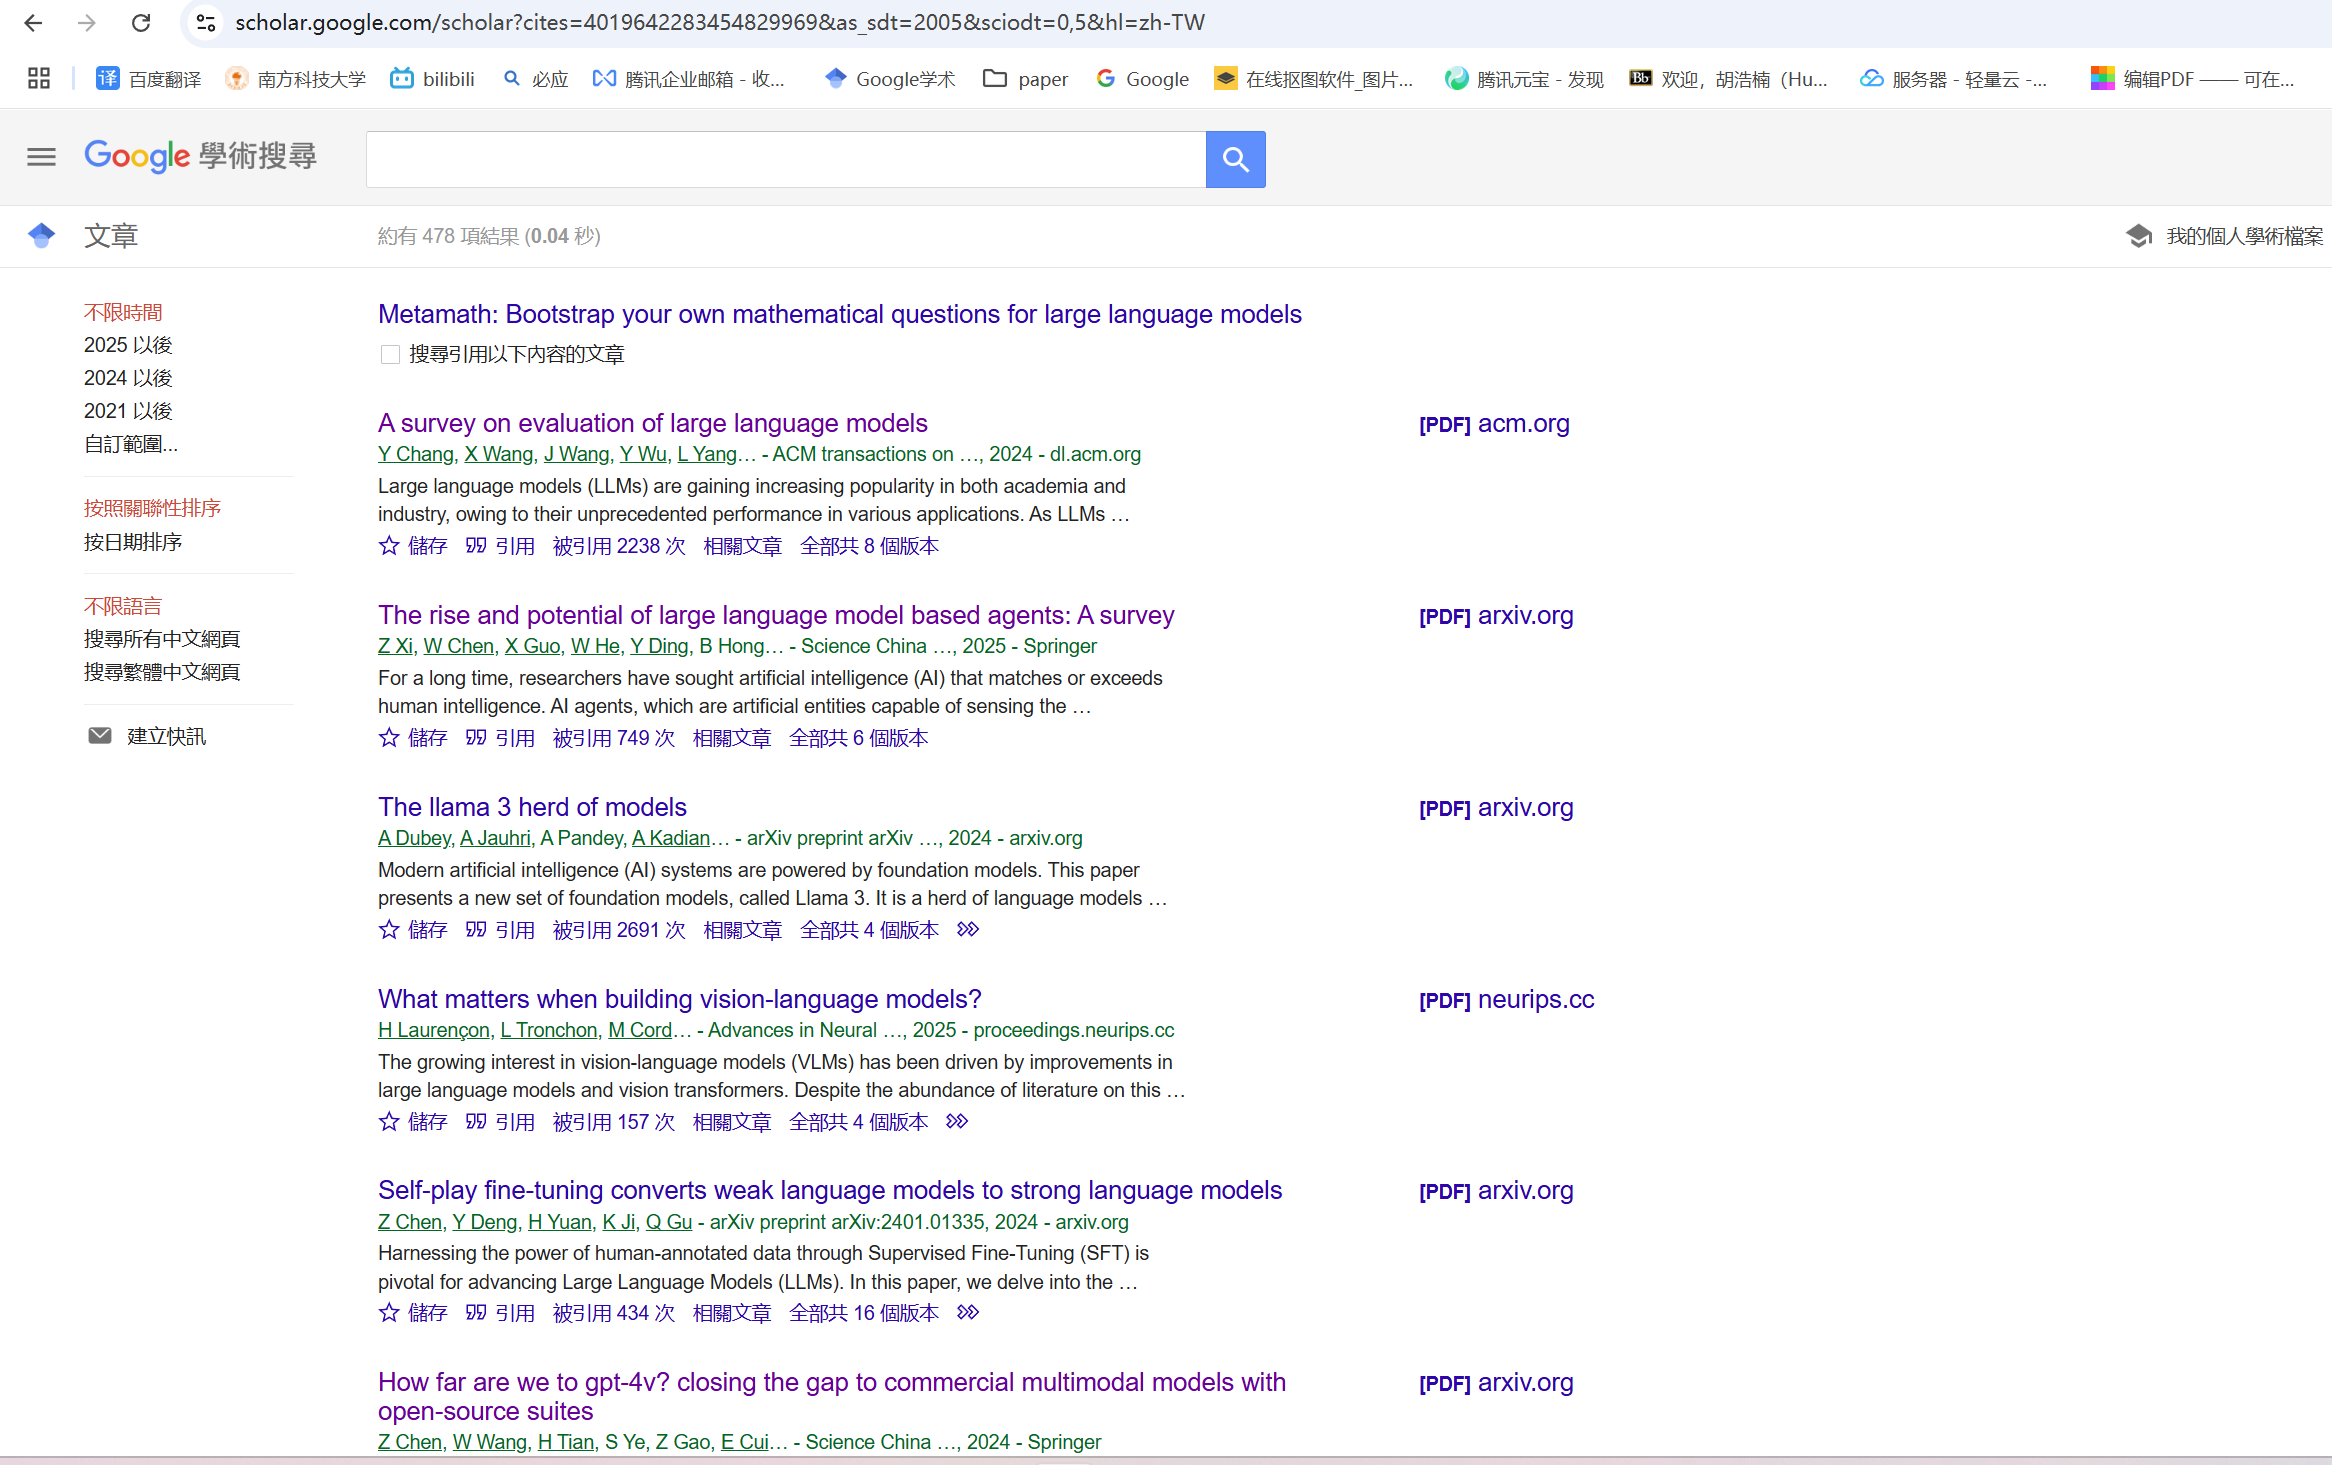 scholar.google.com/scholar?cites=4019642283454829969&as_sdt=2005&sciodt=0,5&hl=zh-TW
译 百度翻译 南方科技大学 bilibili 必应 腾讯企业邮箱 - 收... Google学术 paper Google 在线抠图软件_图片... 腾讯元宝 - 发现 Bb 欢迎，胡浩楠（Hu... 服务器 - 轻量云 -... 编辑PDF —— 可在...
Google 學術搜尋
文章
約有 478 項結果 (0.04 秒)
我的個人學術檔案
不限時間
2025 以後
2024 以後
2021 以後
自訂範圍...
按照關聯性排序
按日期排序
不限語言
搜尋所有中文網頁
搜尋繁體中文網頁
建立快訊
Metamath: Bootstrap your own mathematical questions for large language models
搜尋引用以下內容的文章
A survey on evaluation of large language models
[PDF] acm.org
Y Chang, X Wang, J Wang, Y Wu, L Yang… - ACM transactions on …, 2024 - dl.acm.org
Large language models (LLMs) are gaining increasing popularity in both academia and
industry, owing to their unprecedented performance in various applications. As LLMs …
儲存 引用 被引用 2238 次 相關文章 全部共 8 個版本
The rise and potential of large language model based agents: A survey
[PDF] arxiv.org
Z Xi, W Chen, X Guo, W He, Y Ding, B Hong… - Science China …, 2025 - Springer
For a long time, researchers have sought artificial intelligence (AI) that matches or exceeds
human intelligence. AI agents, which are artificial entities capable of sensing the …
儲存 引用 被引用 749 次 相關文章 全部共 6 個版本
The llama 3 herd of models
[PDF] arxiv.org
A Dubey, A Jauhri, A Pandey, A Kadian… - arXiv preprint arXiv …, 2024 - arxiv.org
Modern artificial intelligence (AI) systems are powered by foundation models. This paper
presents a new set of foundation models, called Llama 3. It is a herd of language models …
儲存 引用 被引用 2691 次 相關文章 全部共 4 個版本
What matters when building vision-language models?
[PDF] neurips.cc
H Laurençon, L Tronchon, M Cord… - Advances in Neural …, 2025 - proceedings.neurips.cc
The growing interest in vision-language models (VLMs) has been driven by improvements in
large language models and vision transformers. Despite the abundance of literature on this …
儲存 引用 被引用 157 次 相關文章 全部共 4 個版本
Self-play fine-tuning converts weak language models to strong language models
[PDF] arxiv.org
Z Chen, Y Deng, H Yuan, K Ji, Q Gu - arXiv preprint arXiv:2401.01335, 2024 - arxiv.org
Harnessing the power of human-annotated data through Supervised Fine-Tuning (SFT) is
pivotal for advancing Large Language Models (LLMs). In this paper, we delve into the …
儲存 引用 被引用 434 次 相關文章 全部共 16 個版本
How far are we to gpt-4v? closing the gap to commercial multimodal models with
open-source suites
[PDF] arxiv.org
Z Chen, W Wang, H Tian, S Ye, Z Gao, E Cui… - Science China …, 2024 - Springer